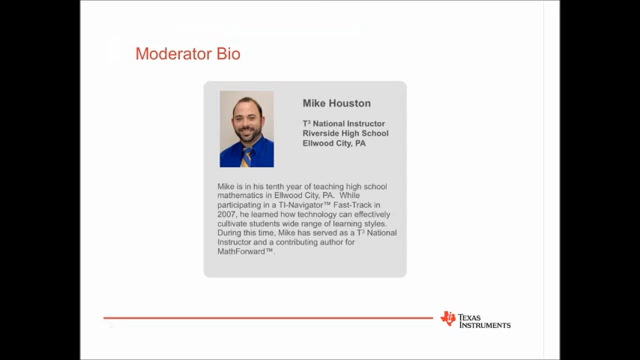 Moderator Bio
Mike Houston
T³ National Instructor
Riverside High School
Ellwood City, PA
Mike is in his tenth year of teaching high school
mathematics in Ellwood City, PA. While
participating in a TI-Navigator™ Fast-Track in
2007, he learned how technology can effectively
cultivate students wide range of learning styles.
During this time, Mike has served as a T³ National
Instructor and a contributing author for
MathForward™.
TEXAS
INSTRUMENTS